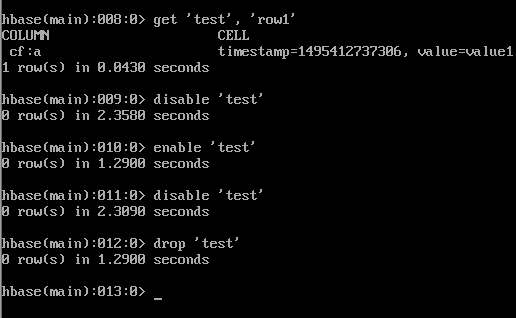 hbase(main):008:0> get 'test', 'row1'
COLUMN                CELL
 cf:a                 timestamp=1495412737306, value=value1
1 row(s) in 0.0430 seconds
hbase(main):009:0> disable 'test'
0 row(s) in 2.3580 seconds
hbase(main):010:0> enable 'test'
0 row(s) in 1.2900 seconds
hbase(main):011:0> disable 'test'
0 row(s) in 2.3090 seconds
hbase(main):012:0> drop 'test'
0 row(s) in 1.2900 seconds
hbase(main):013:0> _